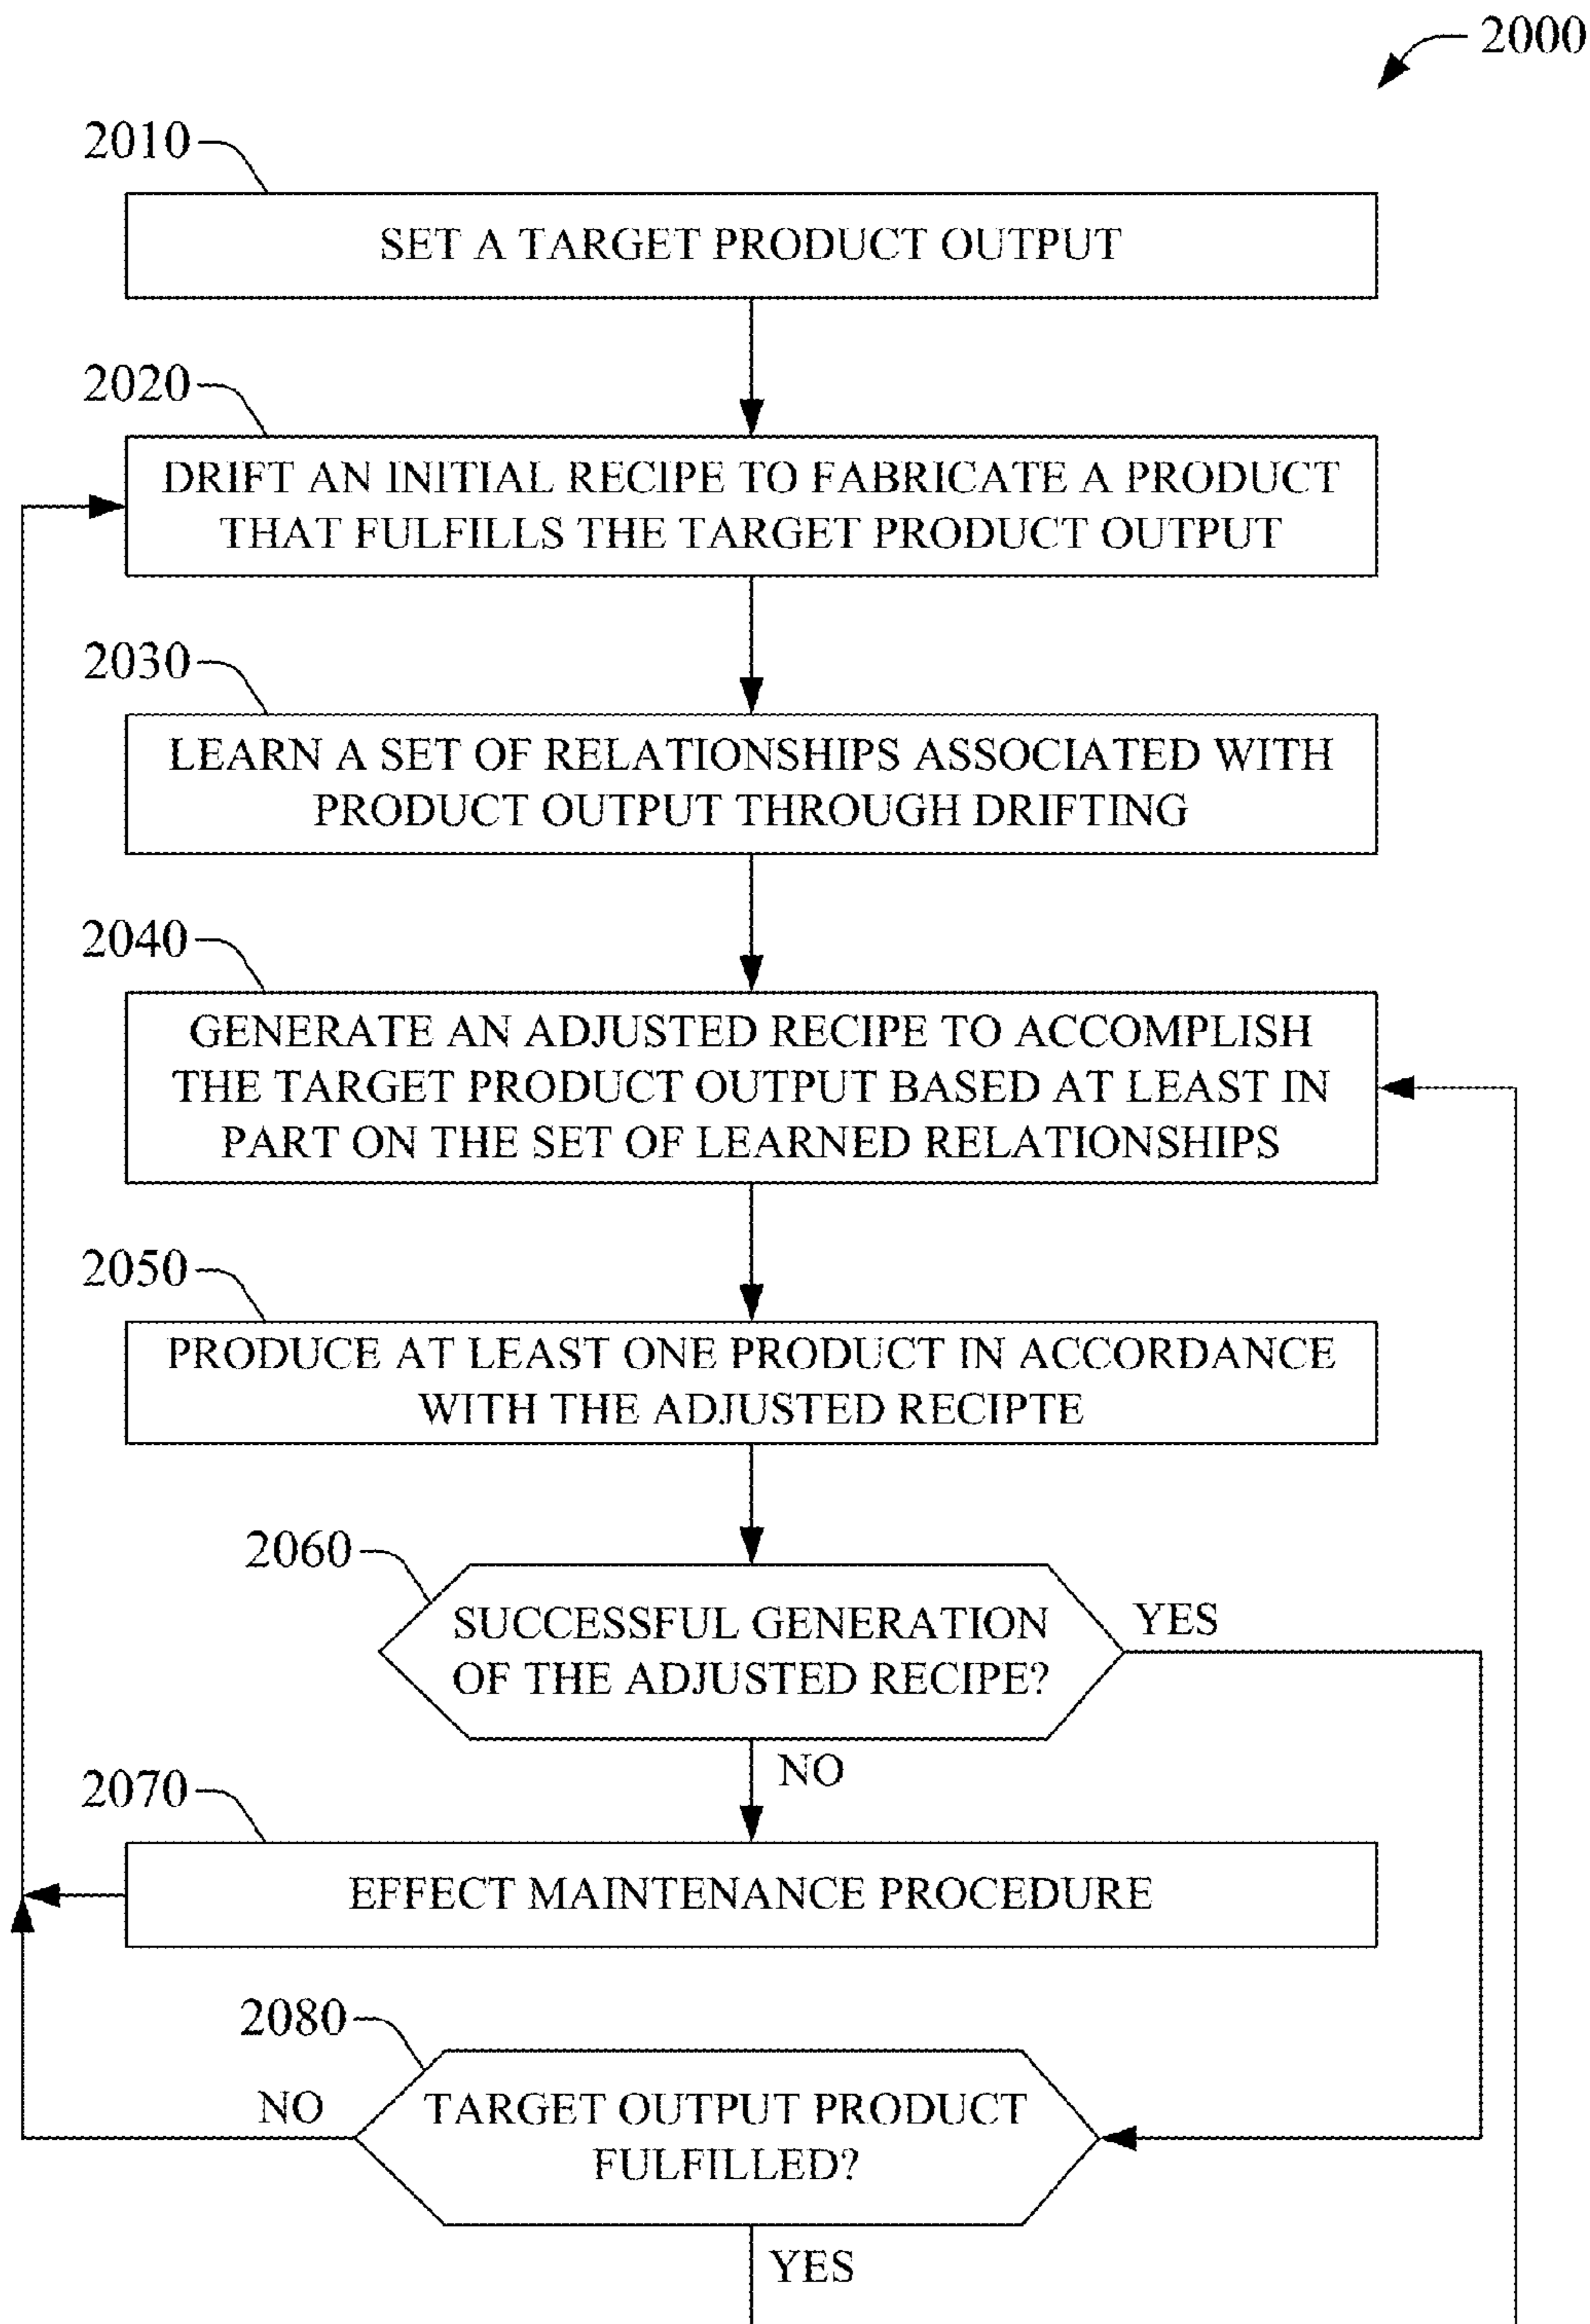 2000
2010
SET A TARGET PRODUCT OUTPUT
2020
DRIFT AN INITIAL RECIPE TO FABRICATE A PRODUCT
THAT FULFILLS THE TARGET PRODUCT OUTPUT
2030
LEARN A SET OF RELATIONSHIPS ASSOCIATED WITH
PRODUCT OUTPUT THROUGH DRIFTING
2040
GENERATE AN ADJUSTED RECIPE TO ACCOMPLISH
THE TARGET PRODUCT OUTPUT BASED AT LEAST IN
PART ON THE SET OF LEARNED RELATIONSHIPS
2050
PRODUCE AT LEAST ONE PRODUCT IN ACCORDANCE
WITH THE ADJUSTED RECIPTE
2060
SUCCESSFUL GENERATION
OF THE ADJUSTED RECIPE?
YES
NO
2070
EFFECT MAINTENANCE PROCEDURE
2080
NO
TARGET OUTPUT PRODUCT
FULFILLED?
YES